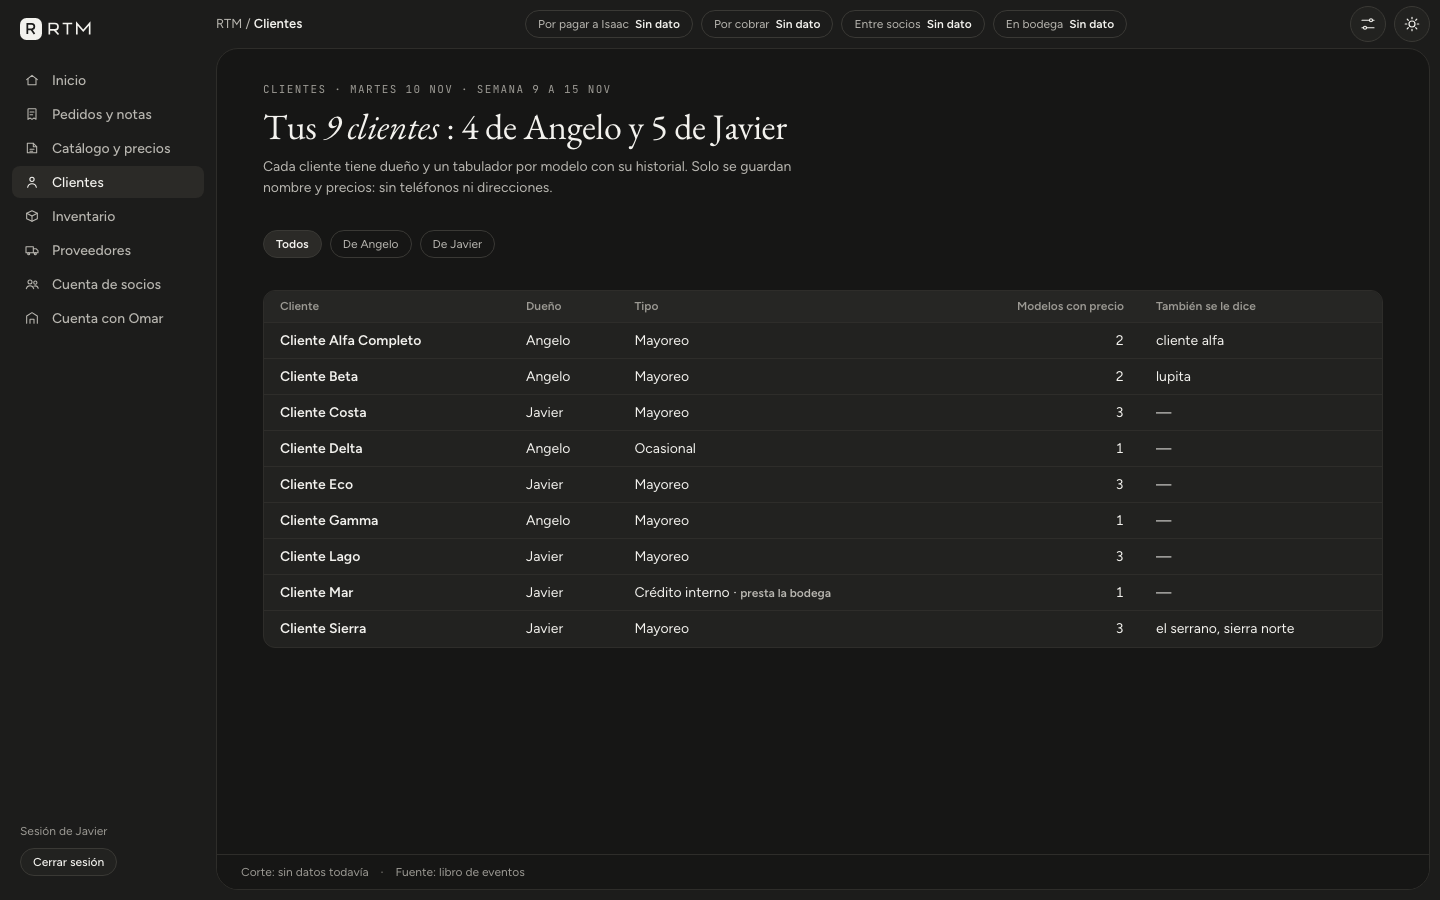 R RTM
RTM / Clientes
Por pagar a Isaac Sin dato
Por cobrar Sin dato
Entre socios Sin dato
En bodega Sin dato
Inicio
Pedidos y notas
Catálogo y precios
Clientes
Inventario
Proveedores
Cuenta de socios
Cuenta con Omar
CLIENTES · MARTES 10 NOV · SEMANA 9 A 15 NOV
Tus 9 clientes : 4 de Angelo y 5 de Javier
Cada cliente tiene dueño y un tabulador por modelo con su historial. Solo se guardan
nombre y precios: sin teléfonos ni direcciones.
Todos De Angelo De Javier
Cliente Dueño Tipo Modelos con precio También se le dice
Cliente Alfa Completo Angelo Mayoreo 2 cliente alfa
Cliente Beta Angelo Mayoreo 2 lupita
Cliente Costa Javier Mayoreo 3 —
Cliente Delta Angelo Ocasional 1 —
Cliente Eco Javier Mayoreo 3 —
Cliente Gamma Angelo Mayoreo 1 —
Cliente Lago Javier Mayoreo 3 —
Cliente Mar Javier Crédito interno · presta la bodega 1 —
Cliente Sierra Javier Mayoreo 3 el serrano, sierra norte
Sesión de Javier
Cerrar sesión
Corte: sin datos todavía · Fuente: libro de eventos